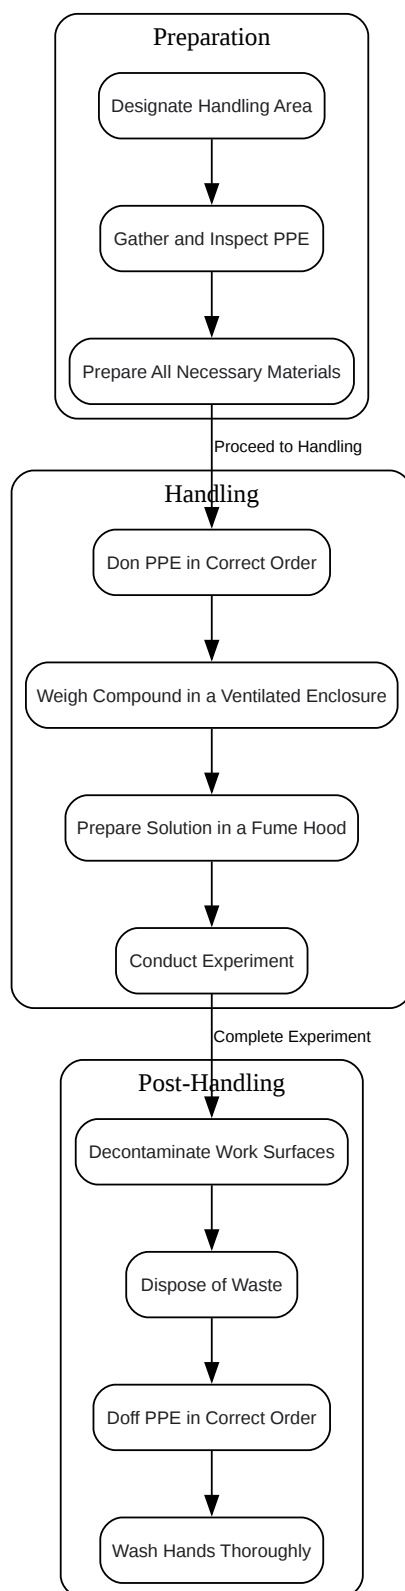 Preparation
Designate Handling Area
Gather and Inspect PPE
Prepare All Necessary Materials
Proceed to Handling
Handling
Don PPE in Correct Order
Weigh Compound in a Ventilated Enclosure
Prepare Solution in a Fume Hood
Conduct Experiment
Complete Experiment
Post-Handling
Decontaminate Work Surfaces
Dispose of Waste
Doff PPE in Correct Order
Wash Hands Thoroughly